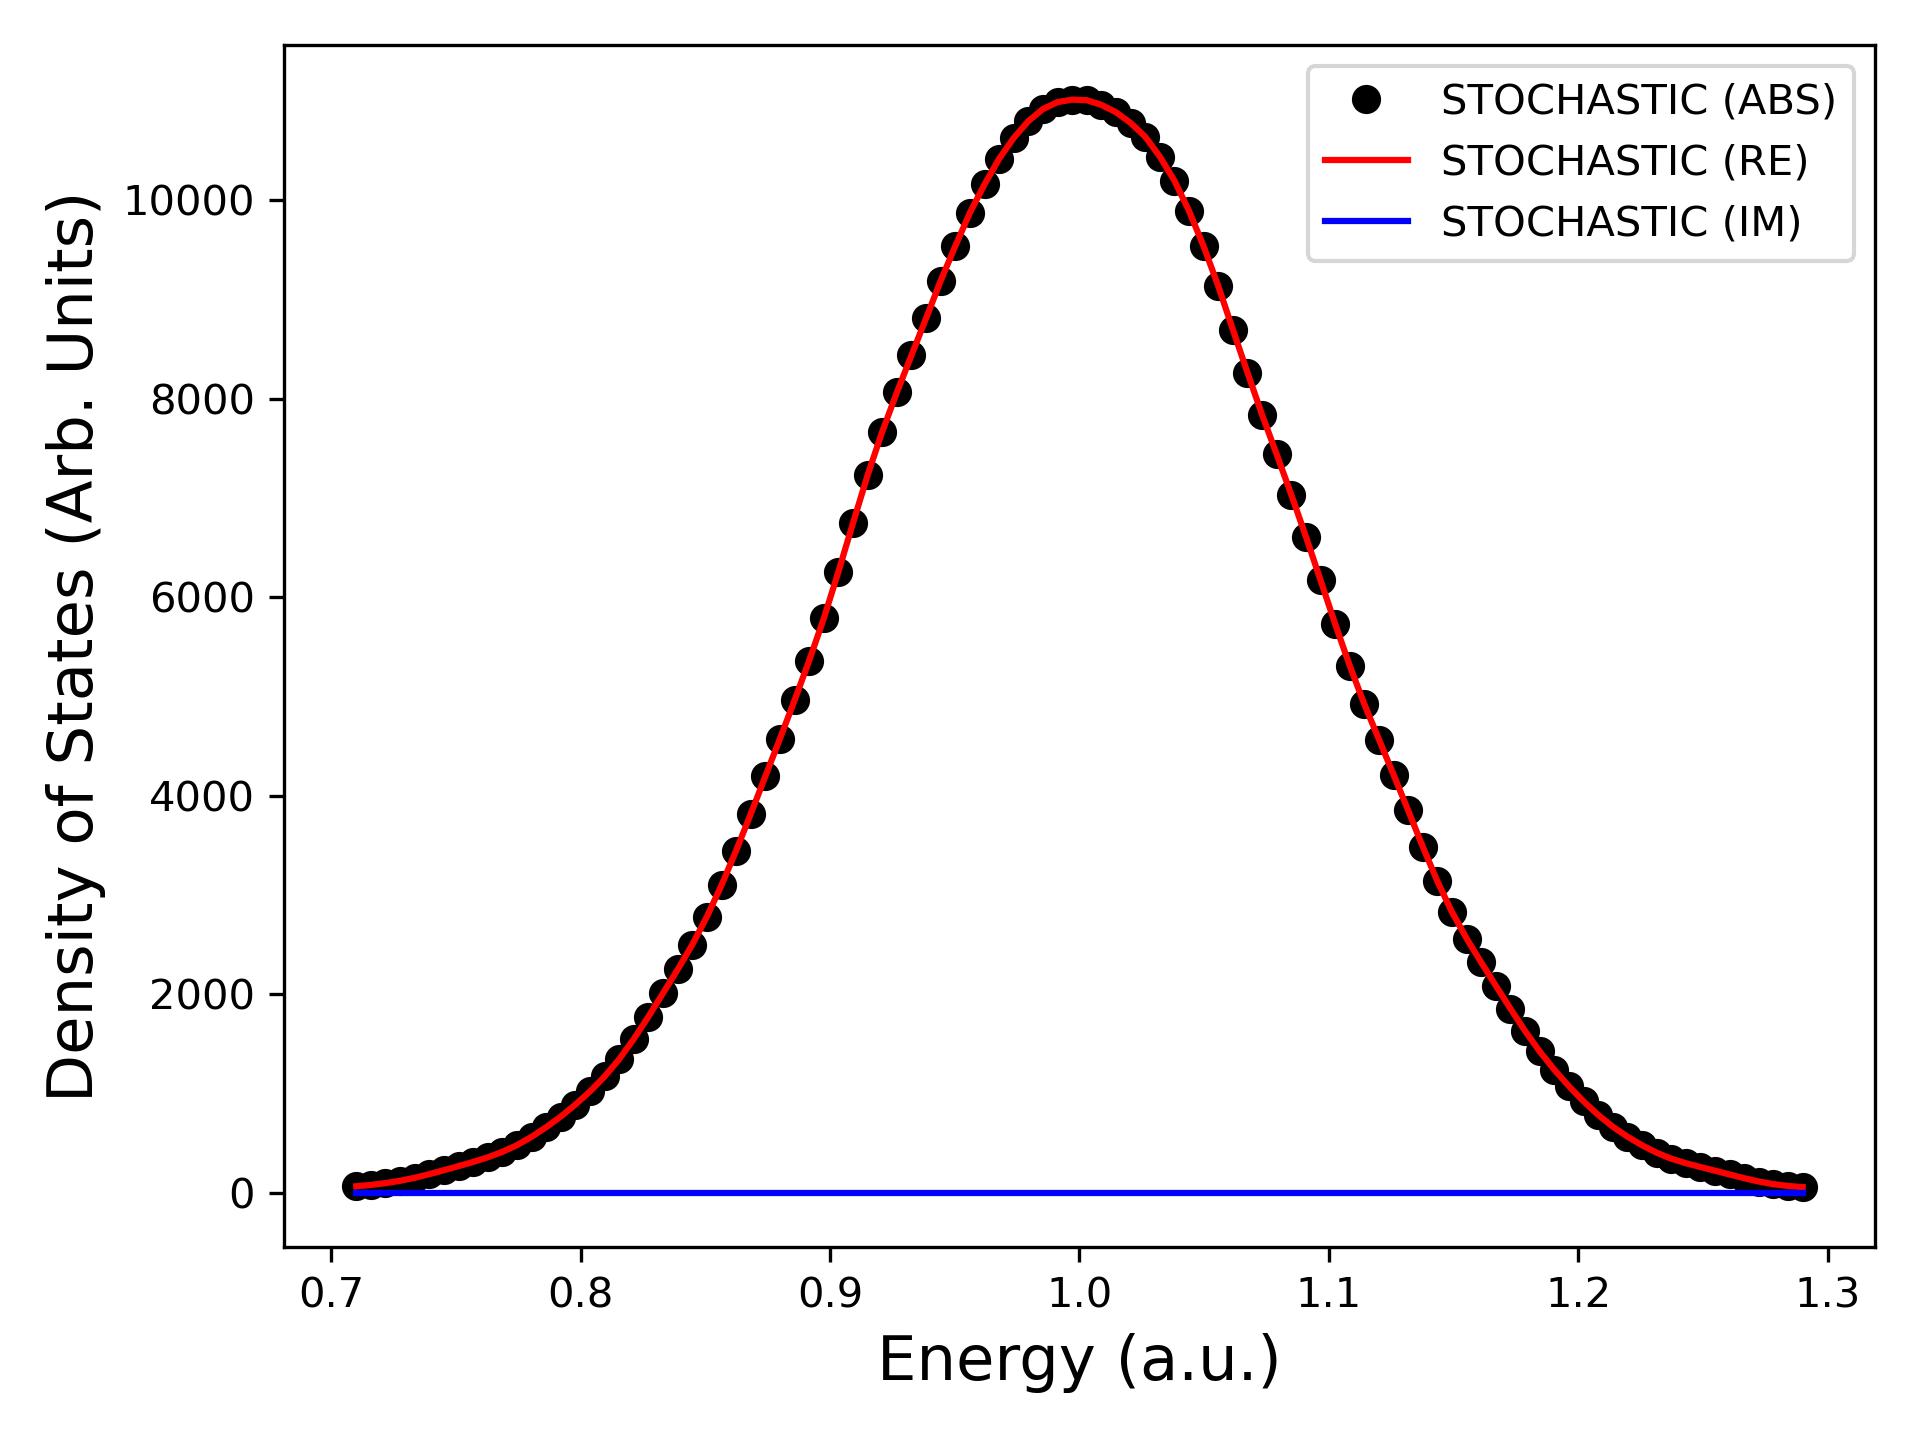 STOCHASTIC (ABS)
STOCHASTIC (RE)
STOCHASTIC (IM)
Density of States (Arb. Units)
10000
8000
6000
4000
2000
0
0.7 0.8 0.9 1.0 1.1 1.2 1.3
Energy (a.u.)